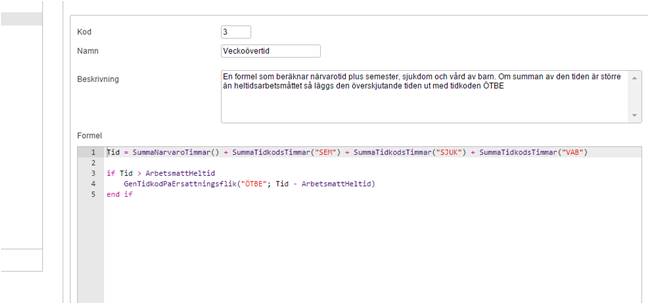 Kod 3
Namn Veckoövertid
Beskrivning En formel som beräknar närvarotid plus semester, sjukdom och vård av barn. Om summan av den tiden är större
än heltidsarbetsmåttet så läggs den överskjutande tiden ut med tidkoden ÖTBE
Formel
1 Tid = SummaNarvaroTimmar() + SummaTidkodsTimmar("SEM") + SummaTidkodsTimmar("SJUK") + SummaTidkodsTimmar("VAB")
2
3 if Tid > ArbetsmattHeltid
4 GenTidkodPaErsattningsflik("ÖTBE"; Tid - ArbetsmattHeltid)
5 end if